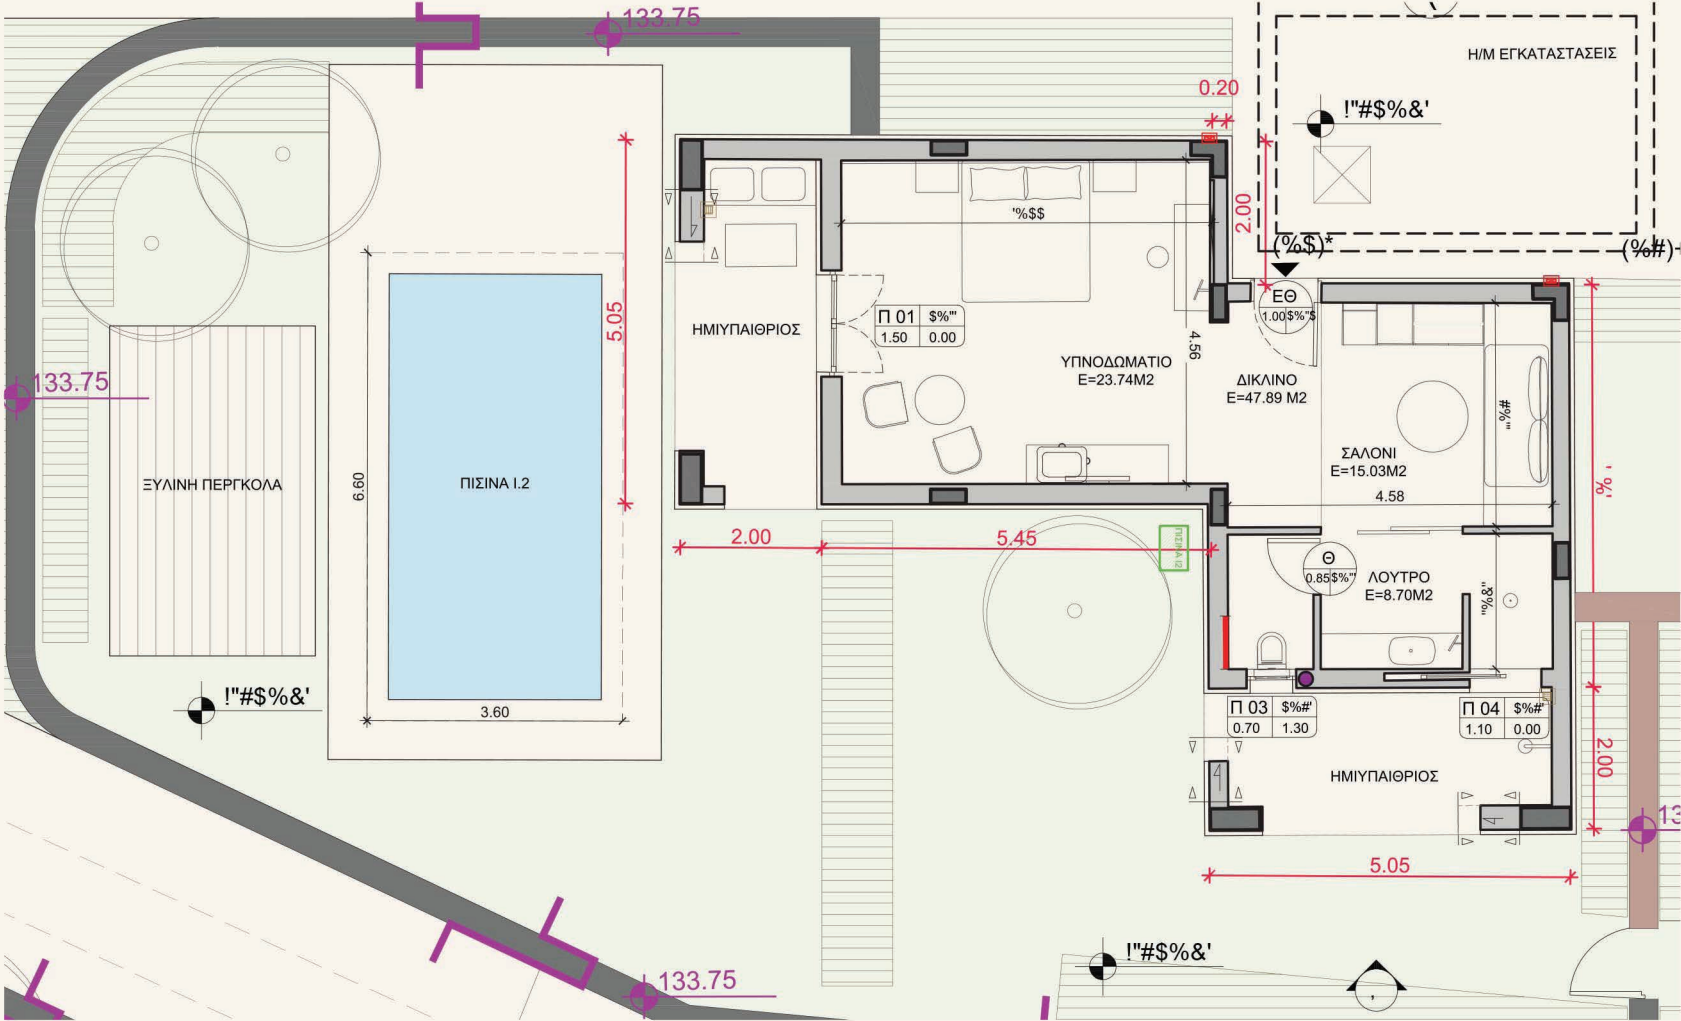 133.75
Η/Μ ΕΓΚΑΤΑΣΤΑΣΕΙΣ
0.20
!"#$%&'
2.00
(%$)*
(%#)
'%$$
5.05
ΗΜΙΥΠΑΙΘΡΙΟΣ
Π 01 $%'"
1.50 0.00
ΕΘ
1.00 $%"$
4.56
ΥΠΝΟΔΩΜΑΤΙΟ
Ε=23.74Μ2
ΔΙΚΛΙΝΟ
Ε=47.89 Μ2
133.75
ΣΑΛΟΝΙ
Ε=15.03Μ2
4.58
'%'
ΞΥΛΙΝΗ ΠΕΡΓΚΟΛΑ
6.60
ΠΙΣΙΝΑ Ι.2
2.00
5.45
ΠΙΣΙΝΑ Ι2
Θ
0.85 $%'"
ΛΟΥΤΡΟ
Ε=8.70Μ2
!"#$%&'
3.60
Π 03 $%#'
0.70 1.30
Π 04 $%#'
1.10 0.00
2.00
ΗΜΙΥΠΑΙΘΡΙΟΣ
13
5.05
!"#$%&'
133.75